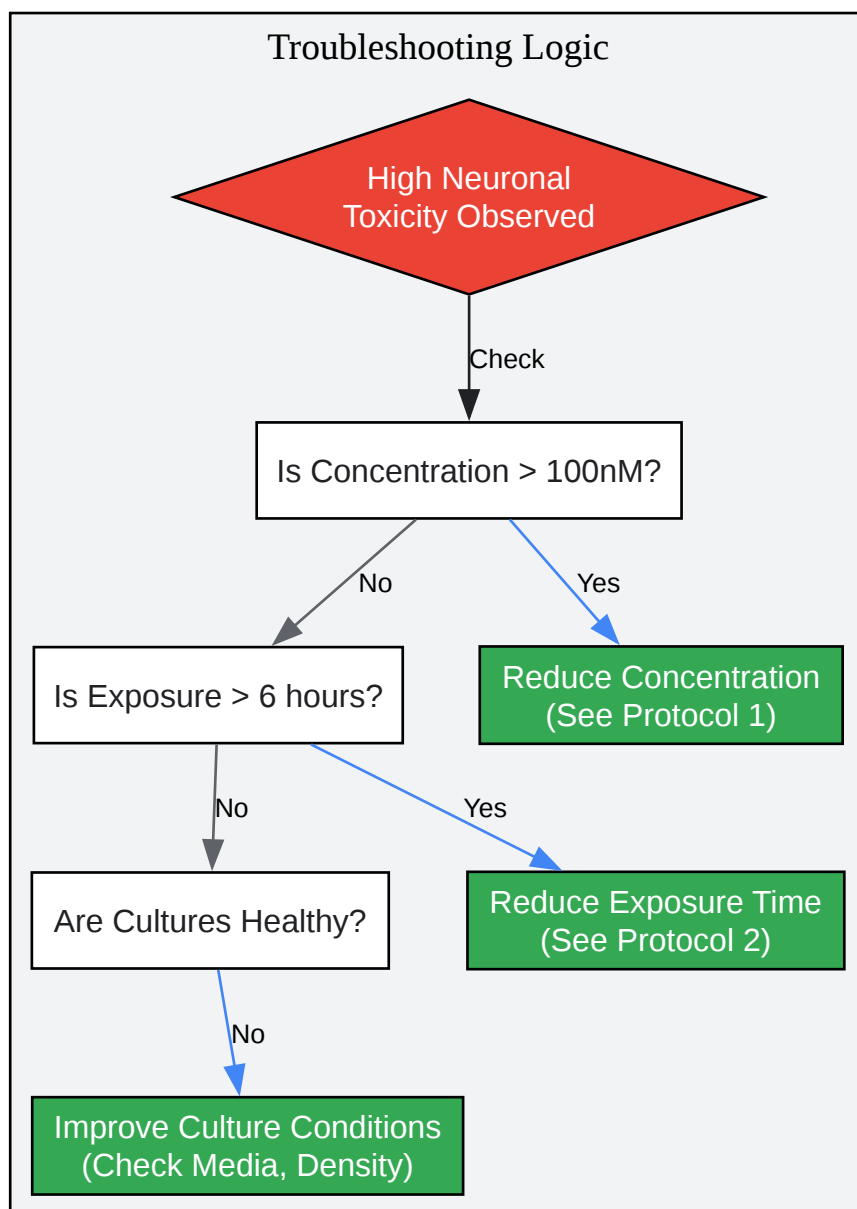 Troubleshooting Logic
High Neuronal
Toxicity Observed
Check
Is Concentration > 100nM?
No
Yes
Is Exposure > 6 hours?
Reduce Concentration
(See Protocol 1)
No
Yes
Are Cultures Healthy?
Reduce Exposure Time
(See Protocol 2)
No
Improve Culture Conditions
(Check Media, Density)